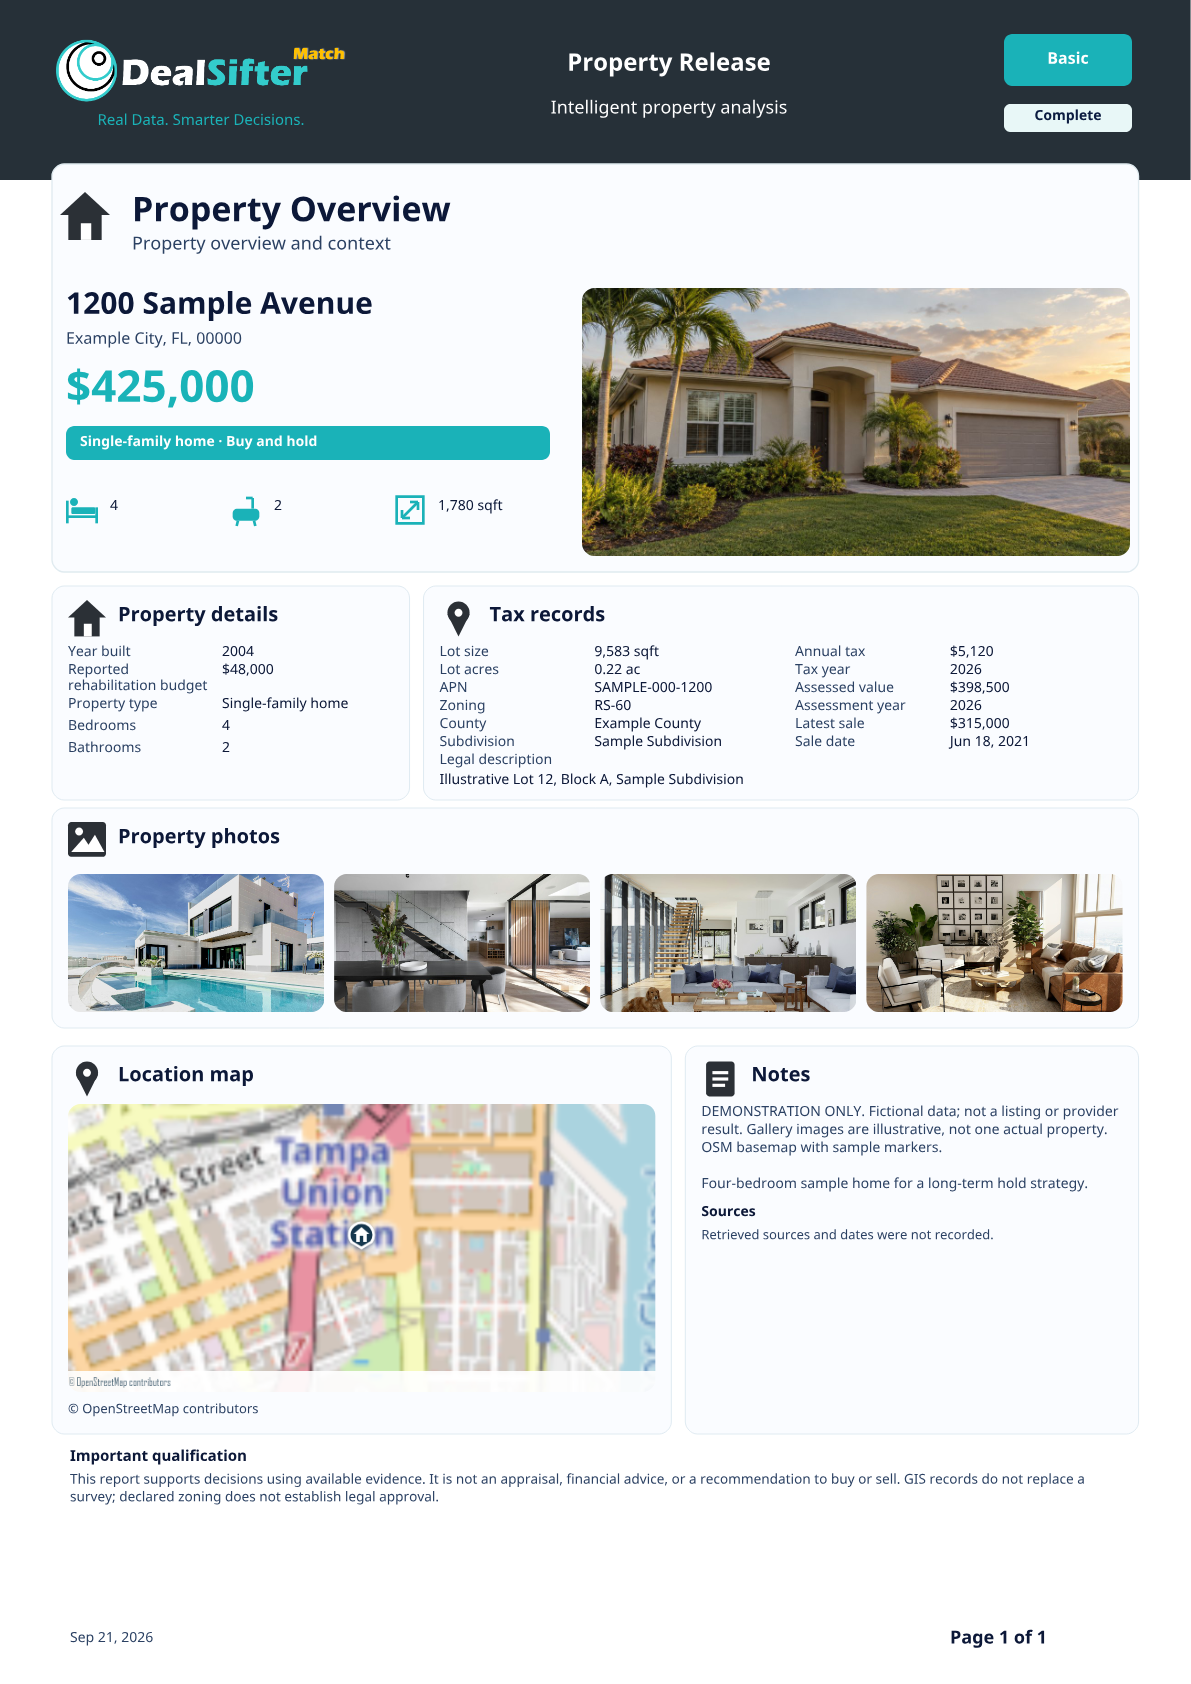 DealSifter Match
Real Data. Smarter Decisions.
Property Release
Intelligent property analysis
Basic
Complete
Property Overview
Property overview and context
1200 Sample Avenue
Example City, FL, 00000
$425,000
Single-family home · Buy and hold
4
2
1,780 sqft
Property details
Year built 2004
Reported $48,000
rehabilitation budget
Property type Single-family home
Bedrooms 4
Bathrooms 2
Tax records
Lot size 9,583 sqft Annual tax $5,120
Lot acres 0.22 ac Tax year 2026
APN SAMPLE-000-1200 Assessed value $398,500
Zoning RS-60 Assessment year 2026
County Example County Latest sale $315,000
Subdivision Sample Subdivision Sale date Jun 18, 2021
Legal description
Illustrative Lot 12, Block A, Sample Subdivision
Property photos
Location map
ast Zack Street
Tampa
Union
Station
© OpenStreetMap contributors
© OpenStreetMap contributors
Notes
DEMONSTRATION ONLY. Fictional data; not a listing or provider
result. Gallery images are illustrative, not one actual property.
OSM basemap with sample markers.
Four-bedroom sample home for a long-term hold strategy.
Sources
Retrieved sources and dates were not recorded.
Important qualification
This report supports decisions using available evidence. It is not an appraisal, financial advice, or a recommendation to buy or sell. GIS records do not replace a
survey; declared zoning does not establish legal approval.
Sep 21, 2026
Page 1 of 1